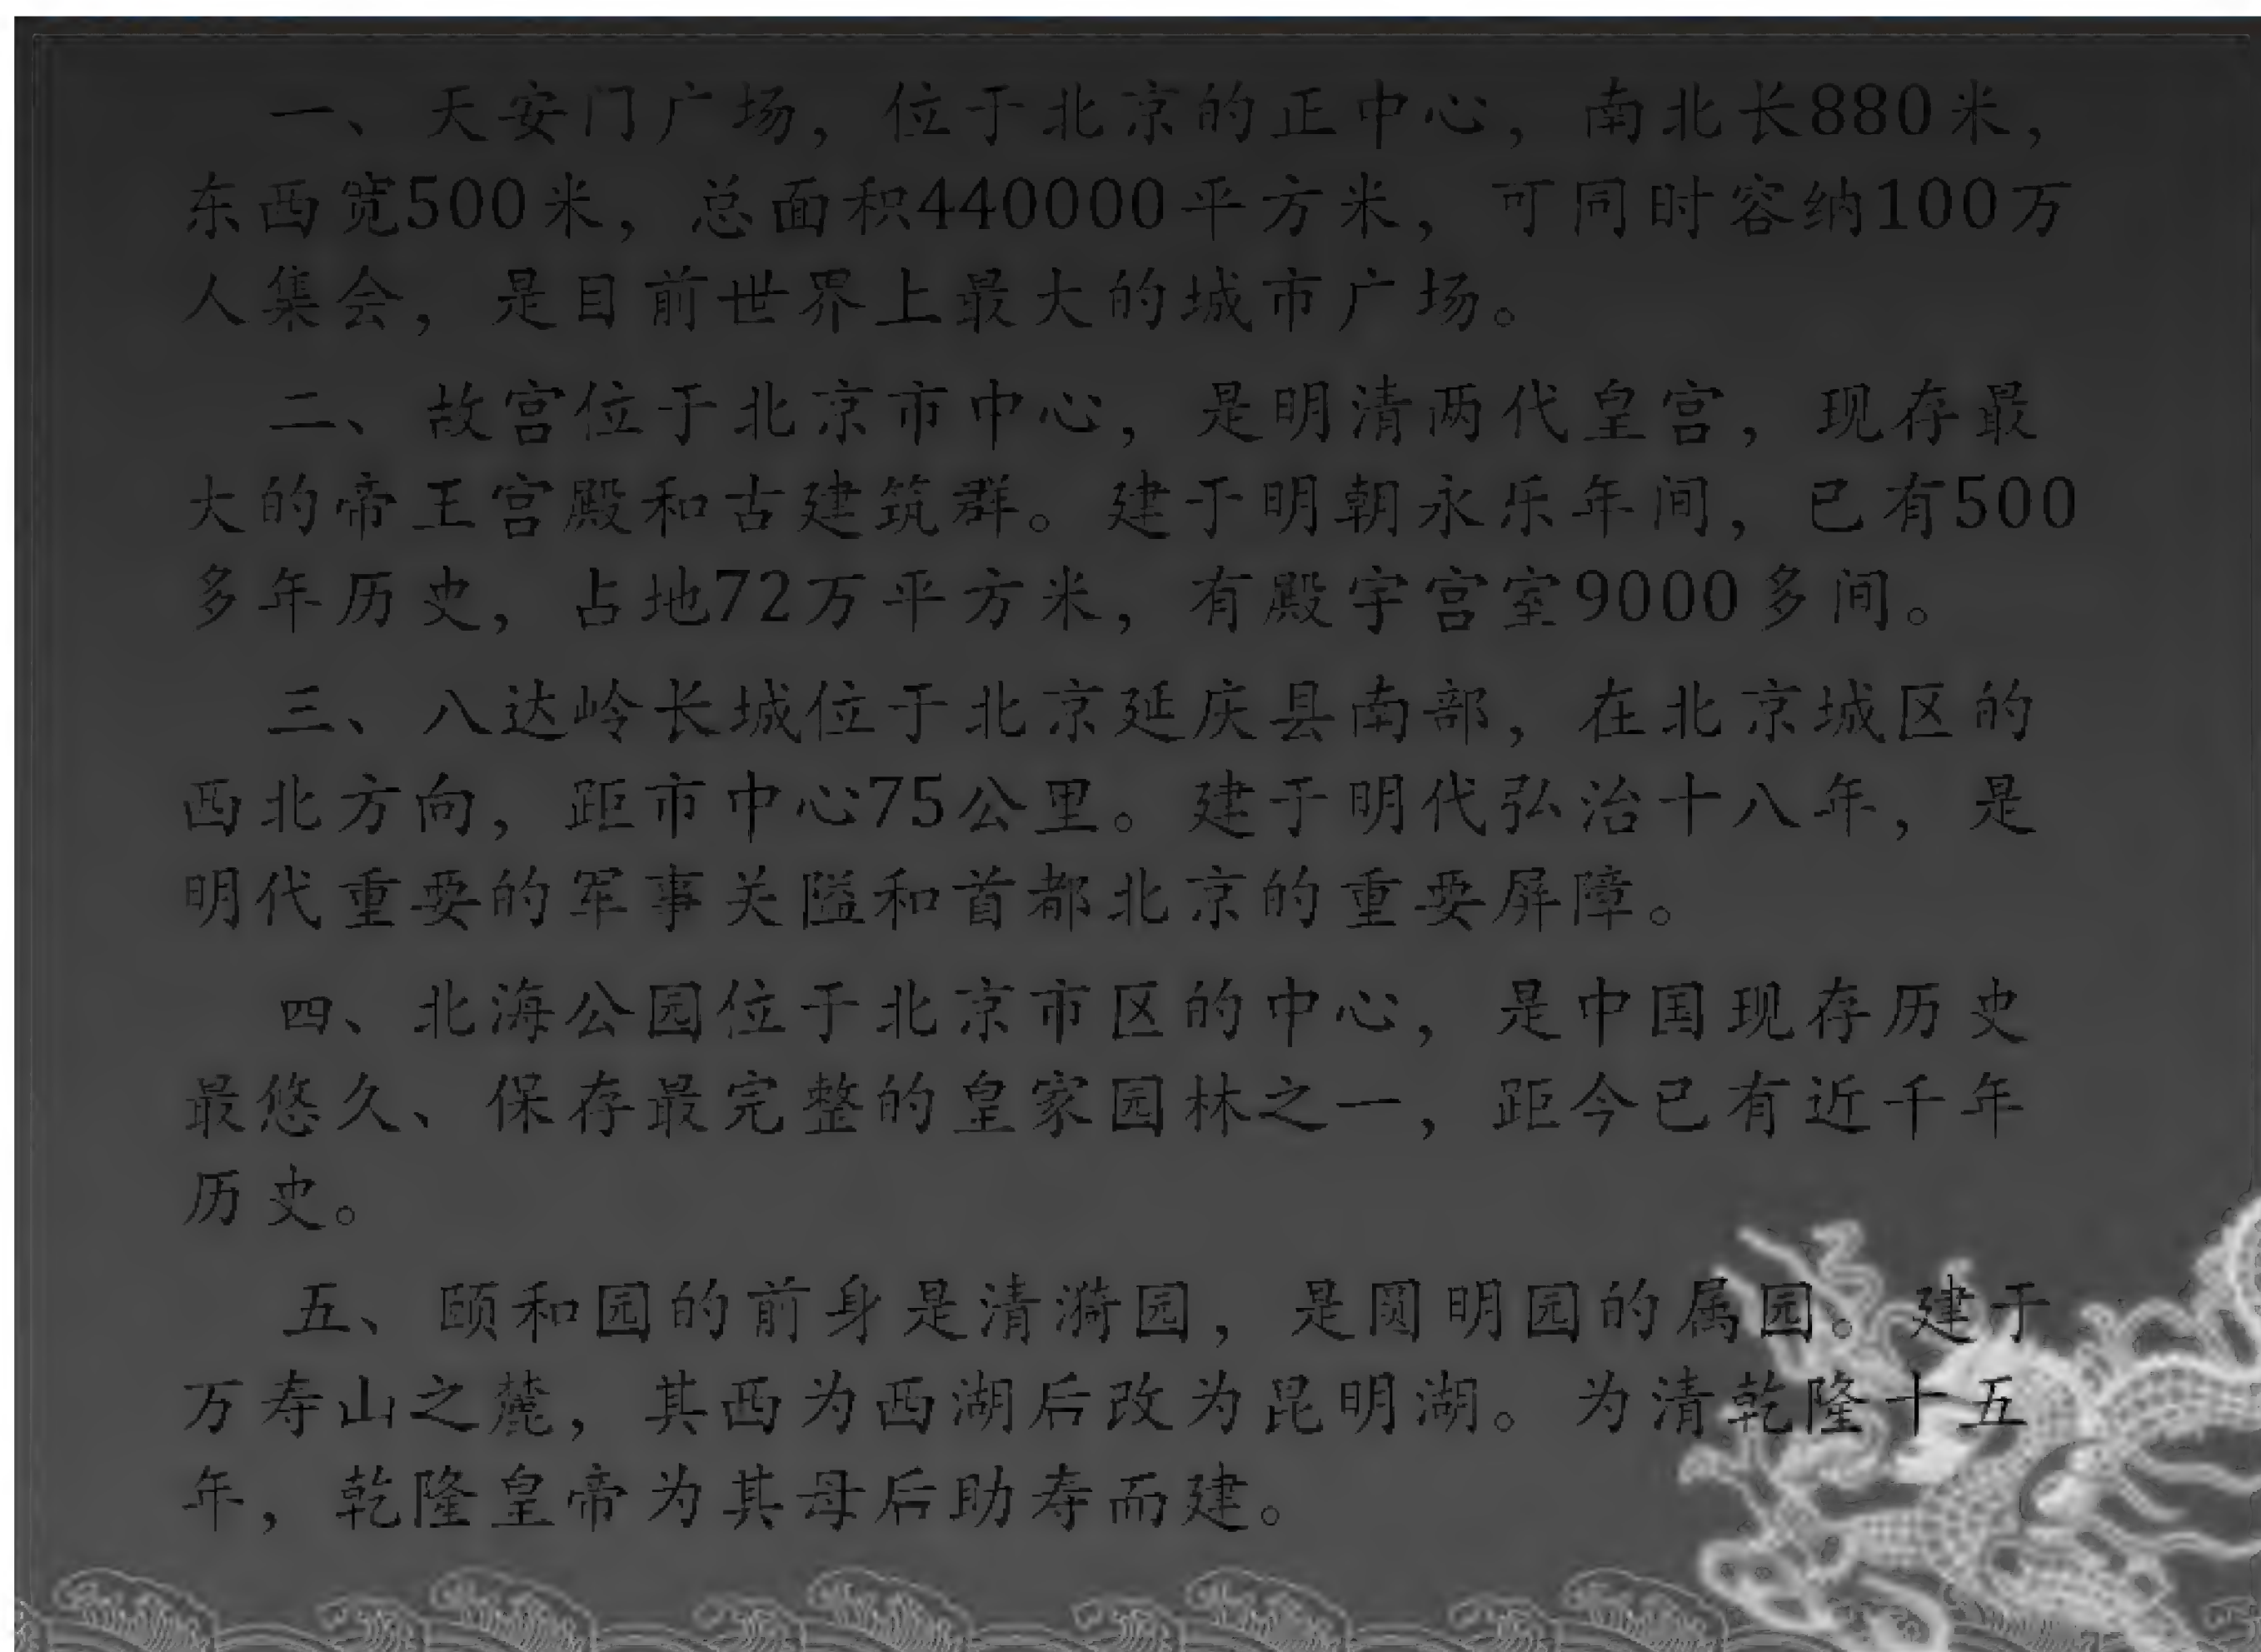 一、天安门广场，位于北京的正中心，南北长880米，
东西宽500米，总面积440000平方米，可同时容纳100万
人集会，是目前世界上最大的城市广场。
二、故宫位于北京市中心，是明清两代皇宫，现存最
大的帝王宫殿和古建筑群。建于明朝永乐年间，已有500
多年历史，占地72万平方米，有殿宇宫室9000多间。
三、八达岭长城位于北京延庆县南部，在北京城区的
西北方向，距市中心75公里。建于明代弘治十八年，是
明代重要的军事关隘和首都北京的重要屏障。
四、北海公园位于北京市区的中心，是中国现存历史
最悠久、保存最完整的皇家园林之一，距今已有近千年
历史。
五、颐和园的前身是清漪园，是圆明园的属园。建于
万寿山之麓，其西为西湖后改为昆明湖。为清乾隆十五
年，乾隆皇帝为其母后助寿而建。